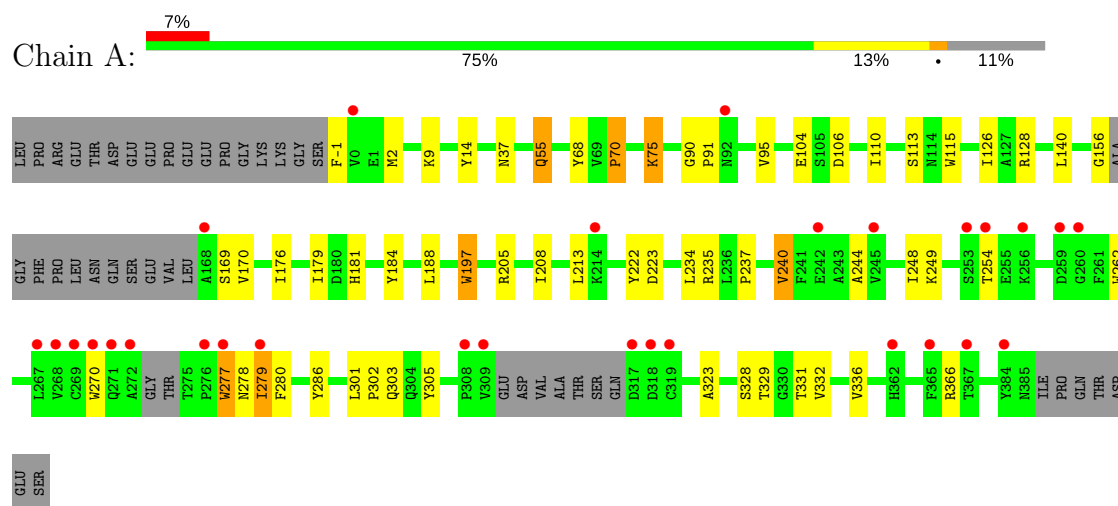 7%
Chain A:
75% 13% • 11%
LEU PRO ARG GLU THR ASP GLU GLU PRO GLU GLU PRO GLY LYS LYS GLY SER F-1 V0 E1 M2 K9 Y14 N37 Q55 Y68 V69 P70 K75 G90 P91 N92 V95 E104 S105 D106 I110 S113 N114 W115 I126 A127 R128 L140 G156 ALA
GLY PHE PRO LEU ASN GLN SER GLU VAL LEU A168 S169 V170 I176 I179 D180 H181 Y184 L188 W197 R205 I208 L213 K214 Y222 D223 L234 R235 L236 P237 V240 F241 E242 A243 A244 V245 I248 K249 S253 T254 E255 K256 D259 G260 F261 W262
L267 V268 C269 W270 Q271 A272 GLY THR T275 P276 W277 N278 I279 F280 Y286 L301 P302 Q303 Q304 Y305 P308 V309 GLU ASP VAL ALA THR SER GLN D317 D318 C319 A323 S328 T329 G330 T331 V332 V336 H362 F365 R366 T367 Y384 N385 ILE PRO GLN THR ASP
GLU SER